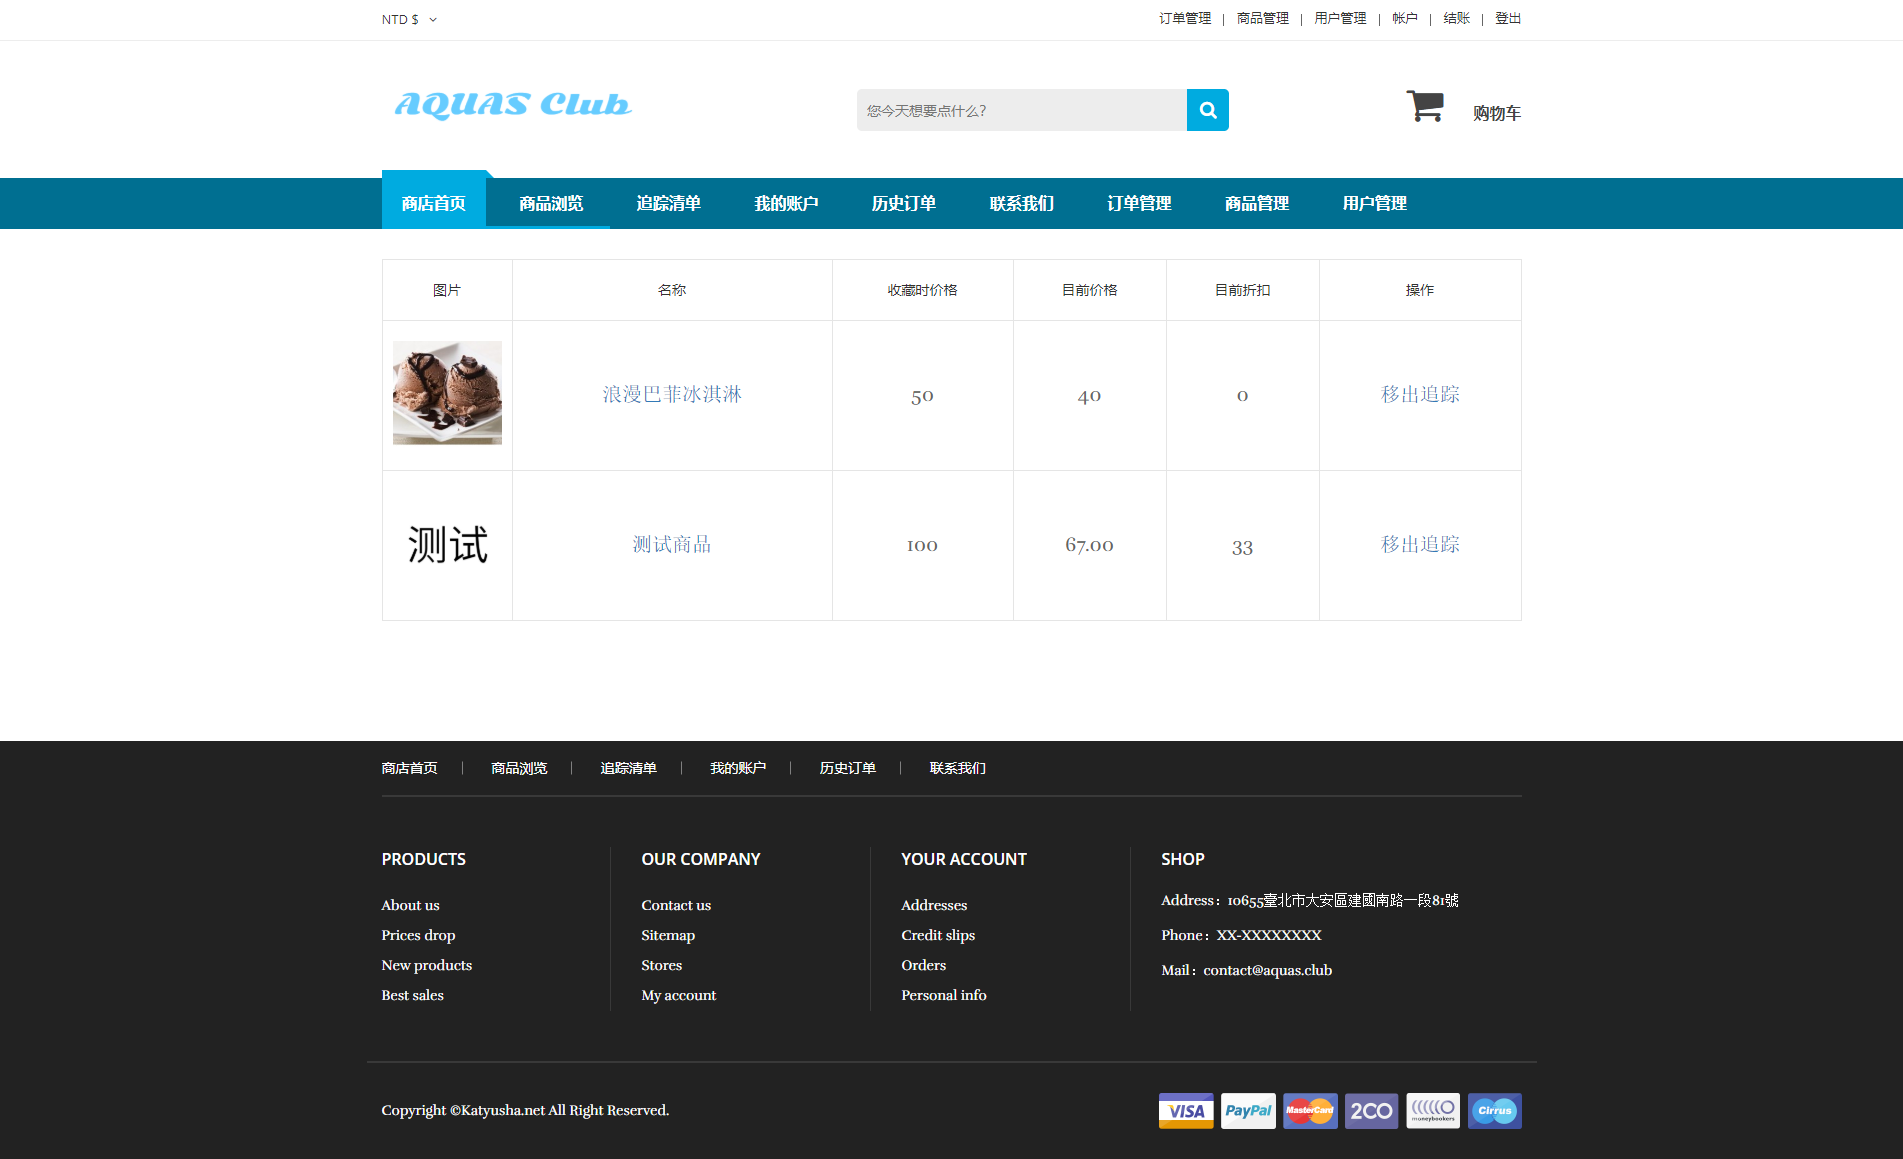 NTD $
订单管理 | 商品管理 | 用户管理 | 帐户 | 结账 | 登出
AQUAS Club
您今天想要点什么?
购物车
商店首页 商品浏览 追踪清单 我的账户 历史订单 联系我们 订单管理 商品管理 用户管理
图片 名称 收藏时价格 目前价格 目前折扣 操作
浪漫巴菲冰淇淋 50 40 0 移出追踪
测试 测试商品 100 67.00 33 移出追踪
商店首页 | 商品浏览 | 追踪清单 | 我的账户 | 历史订单 | 联系我们
PRODUCTS
About us
Prices drop
New products
Best sales
OUR COMPANY
Contact us
Sitemap
Stores
My account
YOUR ACCOUNT
Addresses
Credit slips
Orders
Personal info
SHOP
Address：10655臺北市大安區建國南路一段81號
Phone：XX-XXXXXXXX
Mail：contact@aquas.club
Copyright ©Katyusha.net All Right Reserved.
VISA PayPal MasterCard 2CO moneybookers Cirrus